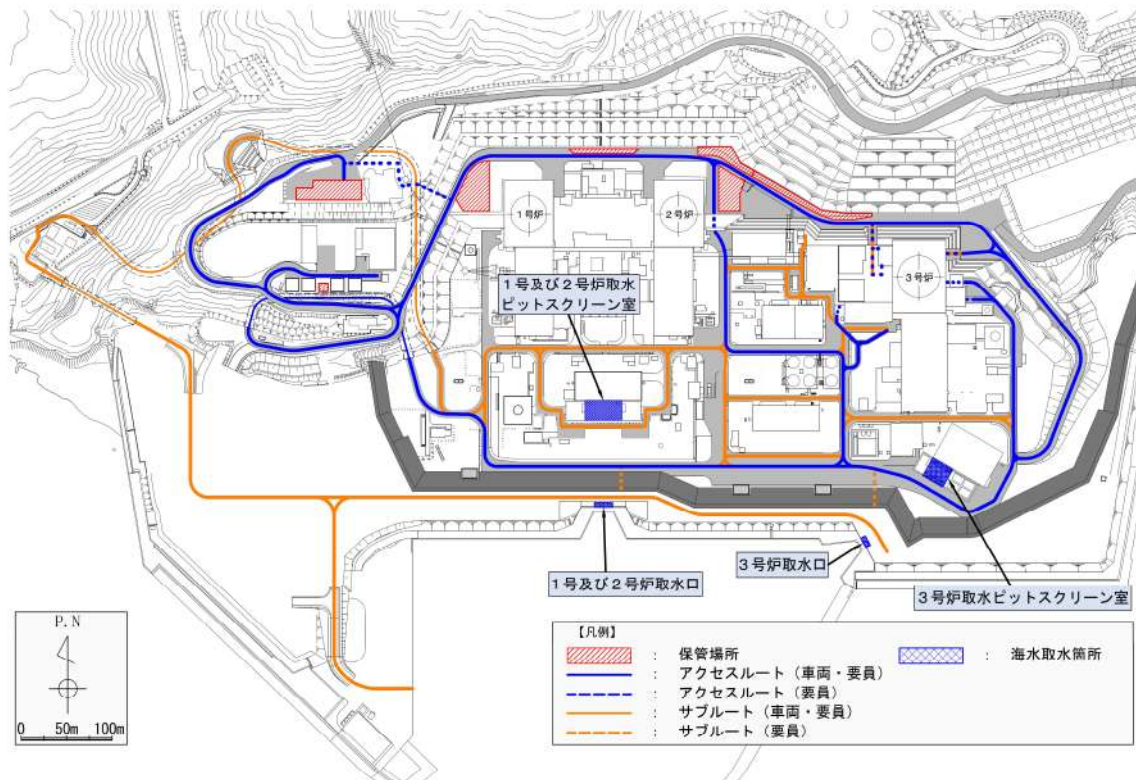 1号炉
2号炉
3号炉
1号及び2号炉取水
ピットスクリーン室
3号炉取水口
1号及び2号炉取水口
3号炉取水ピットスクリーン室
P.N
0 50m 100m
【凡例】
： 保管場所
： 海水取水箇所
： アクセスルート（車両・要員）
： アクセスルート（要員）
： サブルート（車両・要員）
： サブルート（要員）